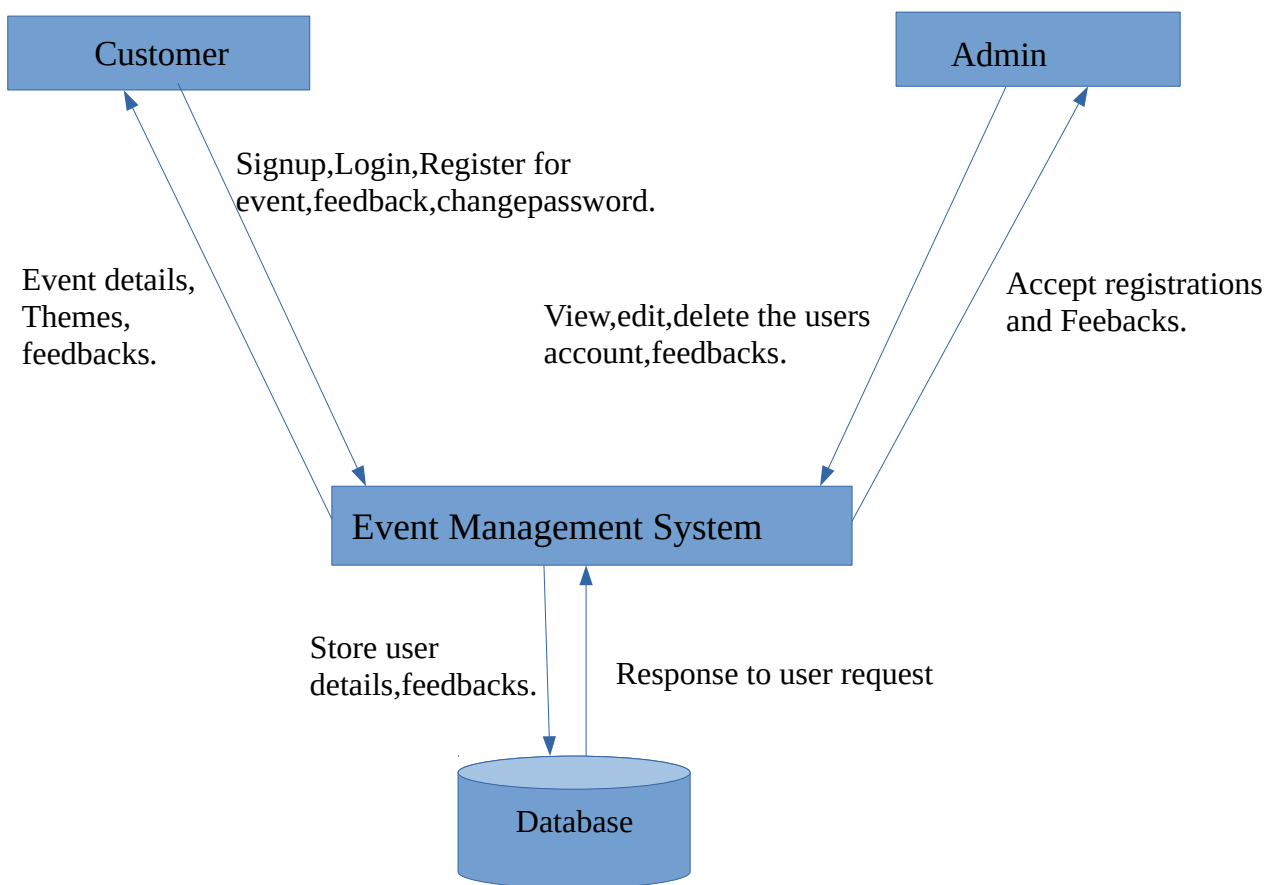 Customer
Admin
Signup,Login,Register for
event,feedback,changepassword.
Event details,
Themes,
feedbacks.
View,edit,delete the users
account,feedbacks.
Accept registrations
and Feebacks.
Event Management System
Store user
details,feedbacks.
Response to user request
Database